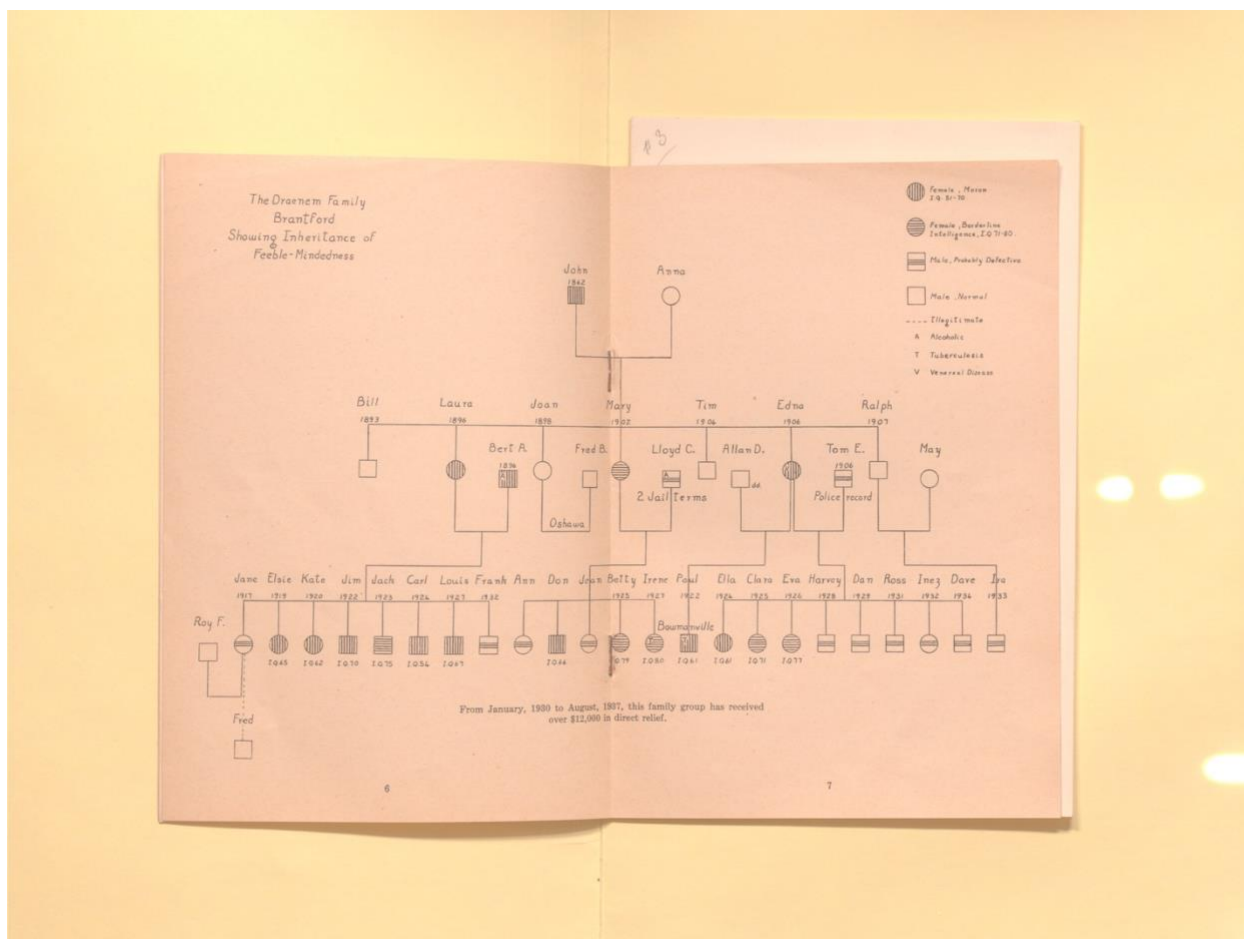 The Draenem Family
Brantford
Showing Inheritance of
Feeble-Mindedness
Female, Moron
I.Q. 51-70.
Female, Borderline
Intelligence, I.Q. 71-80.
Male, Probably Defective
Male, Normal
Illegitimate
A Alcoholic
T Tuberculosis
V Venereal Disease
John Anna
1862
Bill Laura Joan Mary Tim Edna Ralph
1893 1896 1898 1902 1904 1906 1907
Bert A. Fred B. Lloyd C. Allan D. Tom E. May
1906
2 Jail Terms dd. Police record
Oshawa
Jane Elsie Kate Jim Jack Carl Louis Frank Ann Don Jean Betty Irene Paul Ella Clara Eva Harvey Dan Ross Inez Dave Iva
1917 1919 1920 1922 1923 1924 1927 1932 1925 1927 1922 1924 1925 1926 1928 1929 1931 1932 1934 1933
Roy F. Bowmanville
I.Q.65 I.Q.62 I.Q.70 I.Q.75 I.Q.56 I.Q.67 I.Q.66 I.Q.79 I.Q.80 I.Q.61 I.Q.61 I.Q.71 I.Q.77
From January, 1930 to August, 1937, this family group has received
over $12,000 in direct relief.
Fred
6 7